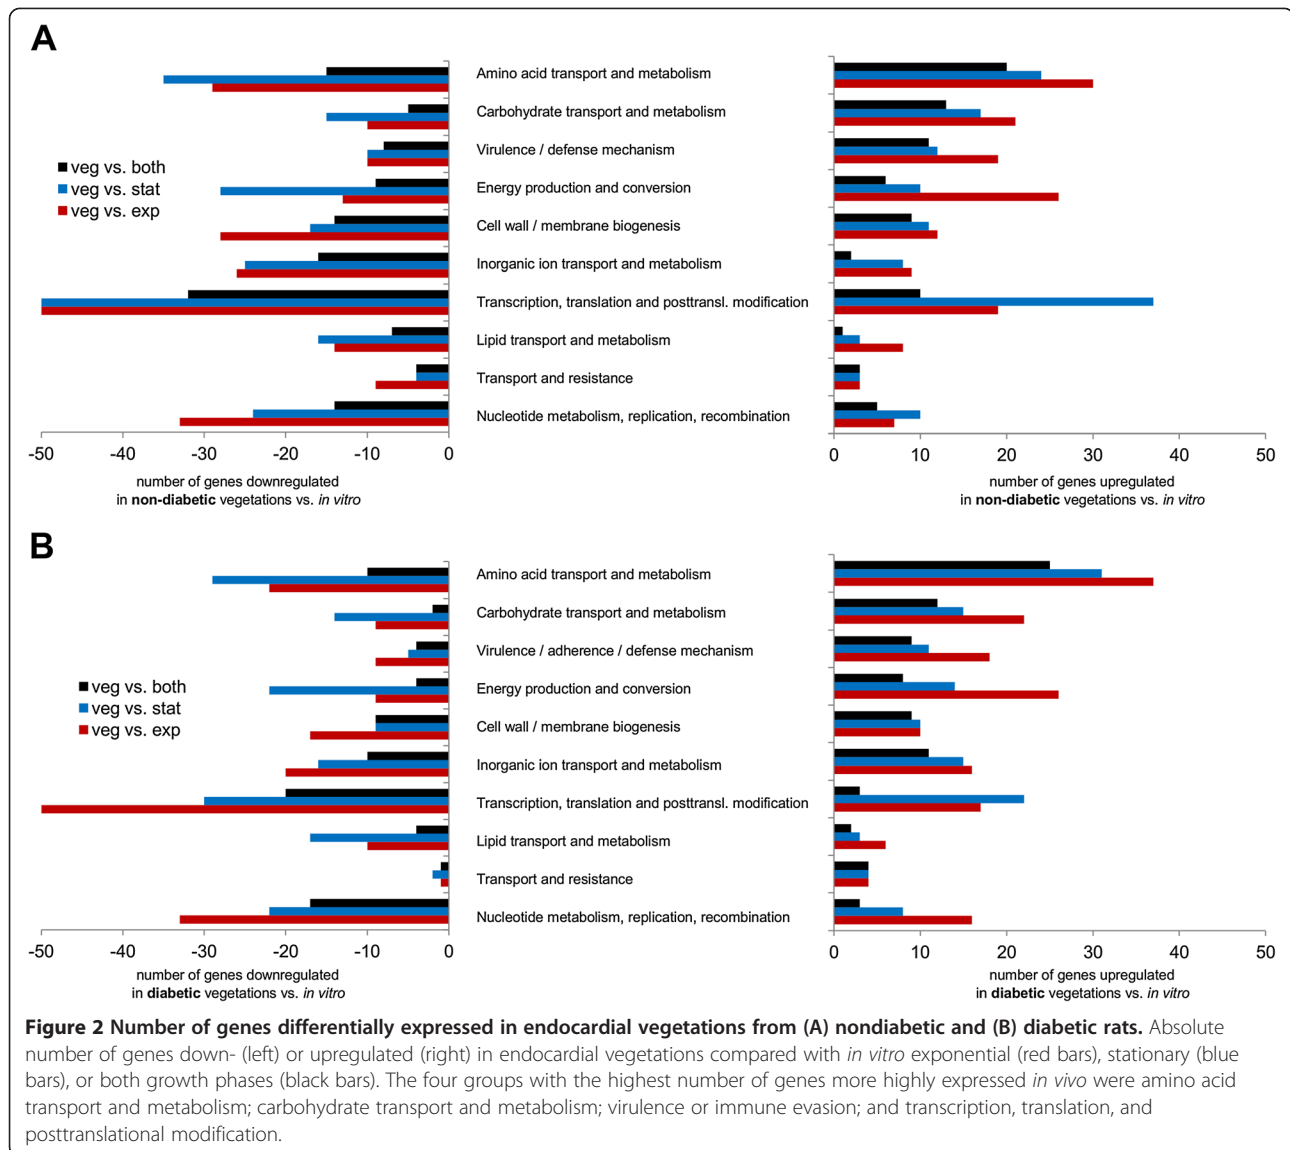 A
Amino acid transport and metabolism
Carbohydrate transport and metabolism
Virulence / defense mechanism
Energy production and conversion
Cell wall / membrane biogenesis
Inorganic ion transport and metabolism
Transcription, translation and posttransl. modification
Lipid transport and metabolism
Transport and resistance
Nucleotide metabolism, replication, recombination
veg vs. both
veg vs. stat
veg vs. exp
-50 -40 -30 -20 -10 0
0 10 20 30 40 50
number of genes downregulated
in non-diabetic vegetations vs. in vitro
number of genes upregulated
in non-diabetic vegetations vs. in vitro
B
Amino acid transport and metabolism
Carbohydrate transport and metabolism
Virulence / adherence / defense mechanism
Energy production and conversion
Cell wall / membrane biogenesis
Inorganic ion transport and metabolism
Transcription, translation and posttransl. modification
Lipid transport and metabolism
Transport and resistance
Nucleotide metabolism, replication, recombination
veg vs. both
veg vs. stat
veg vs. exp
-50 -40 -30 -20 -10 0
0 10 20 30 40 50
number of genes downregulated
in diabetic vegetations vs. in vitro
number of genes upregulated
in diabetic vegetations vs. in vitro
Figure 2 Number of genes differentially expressed in endocardial vegetations from (A) nondiabetic and (B) diabetic rats. Absolute
number of genes down- (left) or upregulated (right) in endocardial vegetations compared with in vitro exponential (red bars), stationary (blue
bars), or both growth phases (black bars). The four groups with the highest number of genes more highly expressed in vivo were amino acid
transport and metabolism; carbohydrate transport and metabolism; virulence or immune evasion; and transcription, translation, and
posttranslational modification.